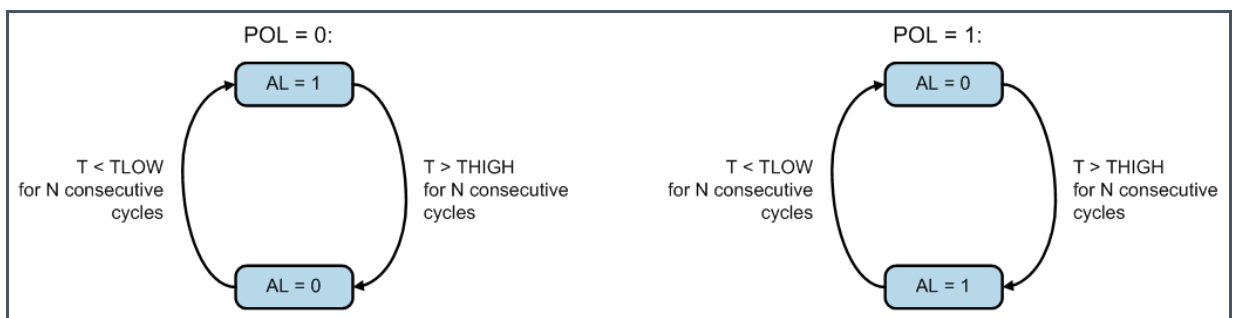 POL = 0:
AL = 1
T < TLOW
for N consecutive
cycles
T > THIGH
for N consecutive
cycles
AL = 0
POL = 1:
AL = 0
T < TLOW
for N consecutive
cycles
T > THIGH
for N consecutive
cycles
AL = 1